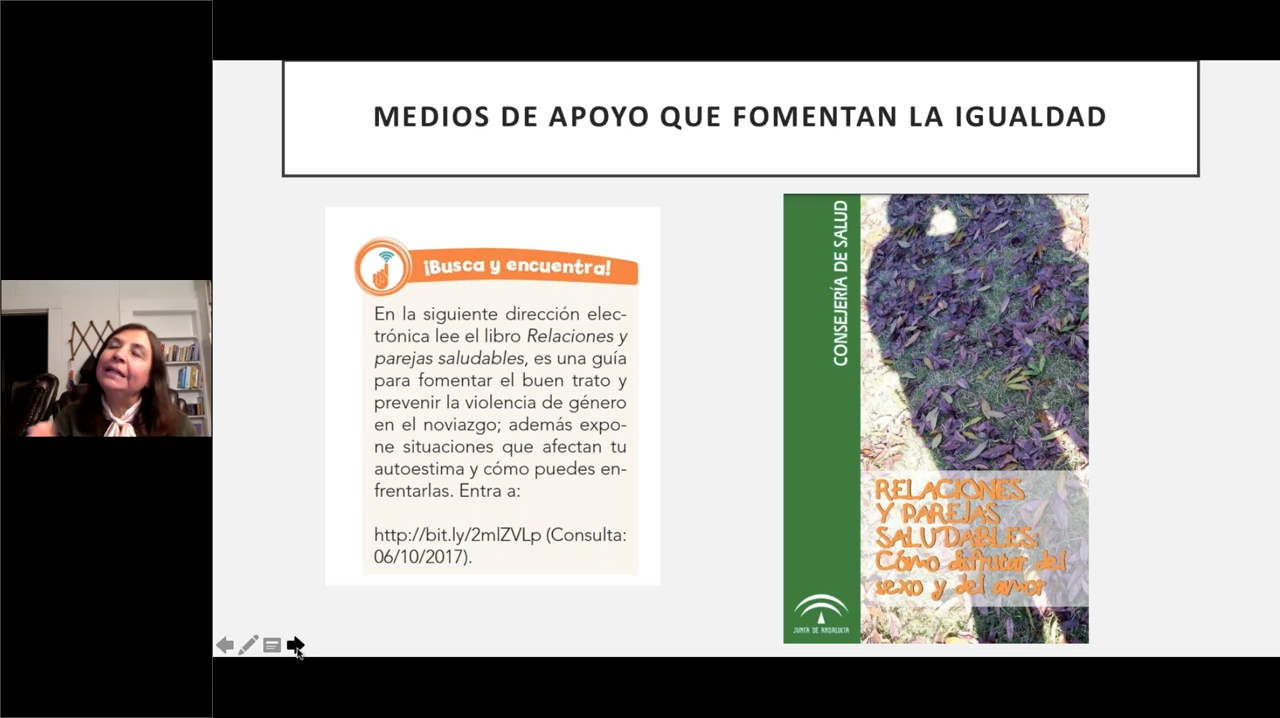 MEDIOS DE APOYO QUE FOMENTAN LA IGUALDAD
¡Busca y encuentra!
En la siguiente dirección elec-
trónica lee el libro Relaciones y
parejas saludables, es una guía
para fomentar el buen trato y
prevenir la violencia de género
en el noviazgo; además expo-
ne situaciones que afectan tu
autoestima y cómo puedes en-
frentarlas. Entra a:
http://bit.ly/2mlZVLp (Consulta:
06/10/2017).
CONSEJERÍA DE SALUD
RELACIONES
Y PAREJAS
SALUDABLES:
Cómo disfrutar del
sexo y del amor
JUNTA DE ANDALUCIA